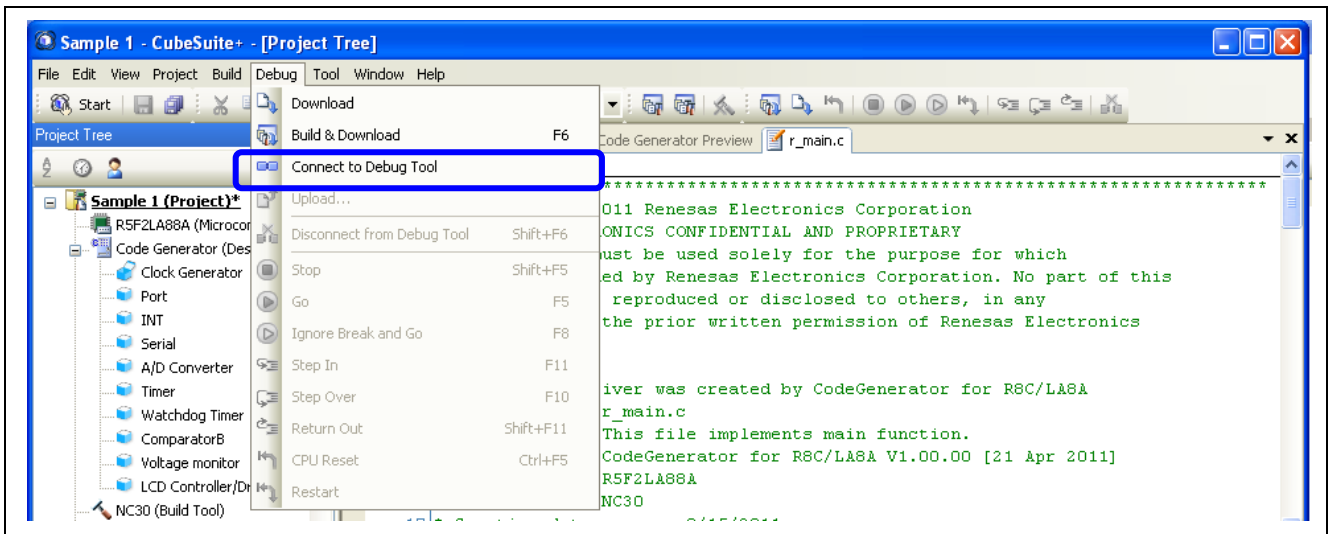 Sample 1 - CubeSuite+ - [Project Tree]
File Edit View Project Build Debug Tool Window Help
Start
Project Tree
Code Generator Preview r_main.c
Download
Build & Download F6
Connect to Debug Tool
Upload...
Disconnect from Debug Tool Shift+F6
Stop Shift+F5
Go F5
Ignore Break and Go F8
Step In F11
Step Over F10
Return Out Shift+F11
CPU Reset Ctrl+F5
Restart
Sample 1 (Project)*
R5F2LA88A (Microcor
Code Generator (Des
Clock Generator
Port
INT
Serial
A/D Converter
Timer
Watchdog Timer
ComparatorB
Voltage monitor
LCD Controller/Dr
NC30 (Build Tool)
******************************************************************
011 Renesas Electronics Corporation
ONICS CONFIDENTIAL AND PROPRIETARY
must be used solely for the purpose for which
ed by Renesas Electronics Corporation. No part of this
reproduced or disclosed to others, in any
the prior written permission of Renesas Electronics
iver was created by CodeGenerator for R8C/LA8A
r_main.c
This file implements main function.
CodeGenerator for R8C/LA8A V1.00.00 [21 Apr 2011]
R5F2LA88A
NC30